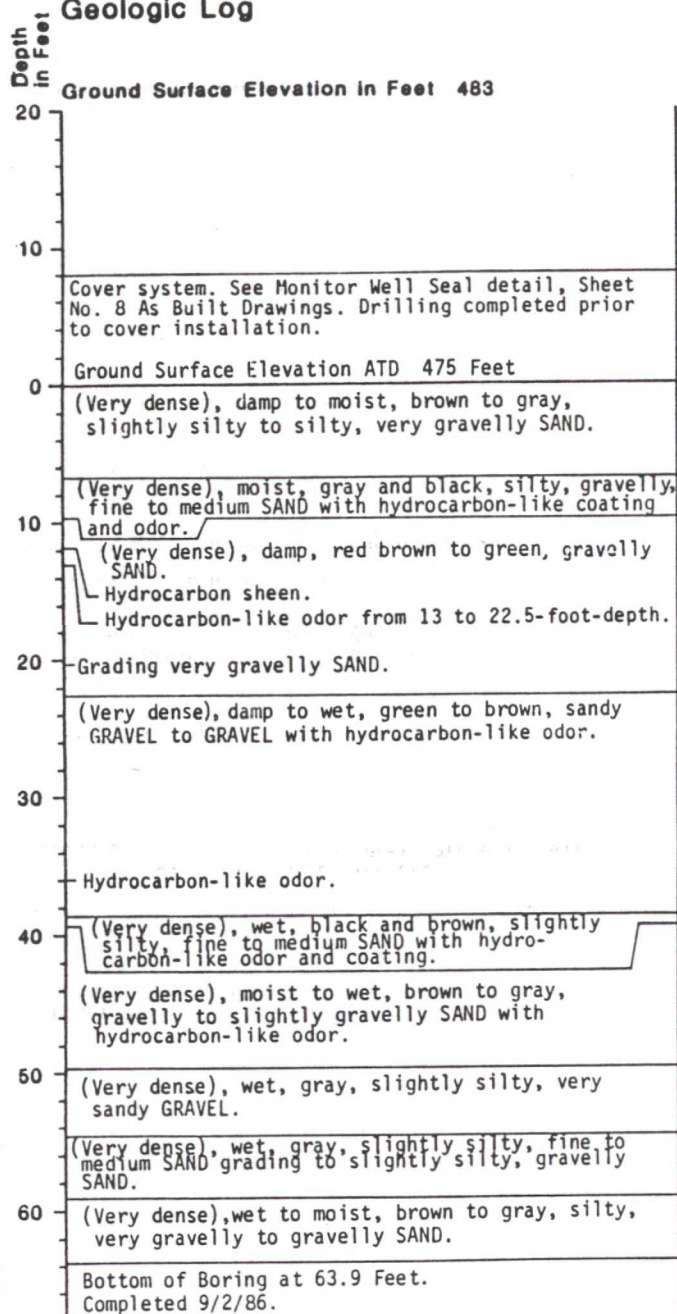 Geologic Log
Depth
in Feet
Ground Surface Elevation in Feet 483
20
10
Cover system. See Monitor Well Seal detail, Sheet
No. 8 As Built Drawings. Drilling completed prior
to cover installation.
Ground Surface Elevation ATD 475 Feet
0
(Very dense), damp to moist, brown to gray,
slightly silty to silty, very gravelly SAND.
(Very dense), moist, gray and black, silty, gravelly,
fine to medium SAND with hydrocarbon-like coating
10
and odor.
(Very dense), damp, red brown to green, gravelly
SAND.
Hydrocarbon sheen.
Hydrocarbon-like odor from 13 to 22.5-foot-depth.
20
Grading very gravelly SAND.
(Very dense), damp to wet, green to brown, sandy
GRAVEL to GRAVEL with hydrocarbon-like odor.
30
Hydrocarbon-like odor.
40
(Very dense), wet, black and brown, slightly
silty, fine to medium SAND with hydro-
carbon-like odor and coating.
(Very dense), moist to wet, brown to gray,
gravelly to slightly gravelly SAND with
hydrocarbon-like odor.
50
(Very dense), wet, gray, slightly silty, very
sandy GRAVEL.
(Very dense), wet, gray, slightly silty, fine to
medium SAND grading to slightly silty, gravelly
SAND.
60
(Very dense),wet to moist, brown to gray, silty,
very gravelly to gravelly SAND.
Bottom of Boring at 63.9 Feet.
Completed 9/2/86.